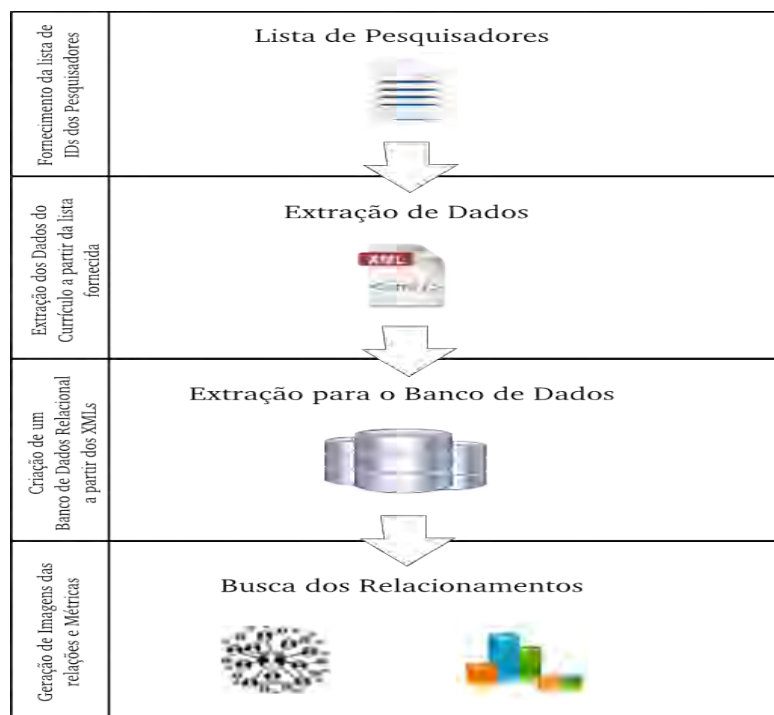 Fornecimento da lista de
IDs dos Pesquisadores
Lista de Pesquisadores
Extração dos Dados do
Currículo a partir da lista
fornecida
Extração de Dados
XML
Criação de um
Banco de Dados Relacional
a partir dos XMLs
Extração para o Banco de Dados
Geração de Imagens das
relações e Métricas
Busca dos Relacionamentos